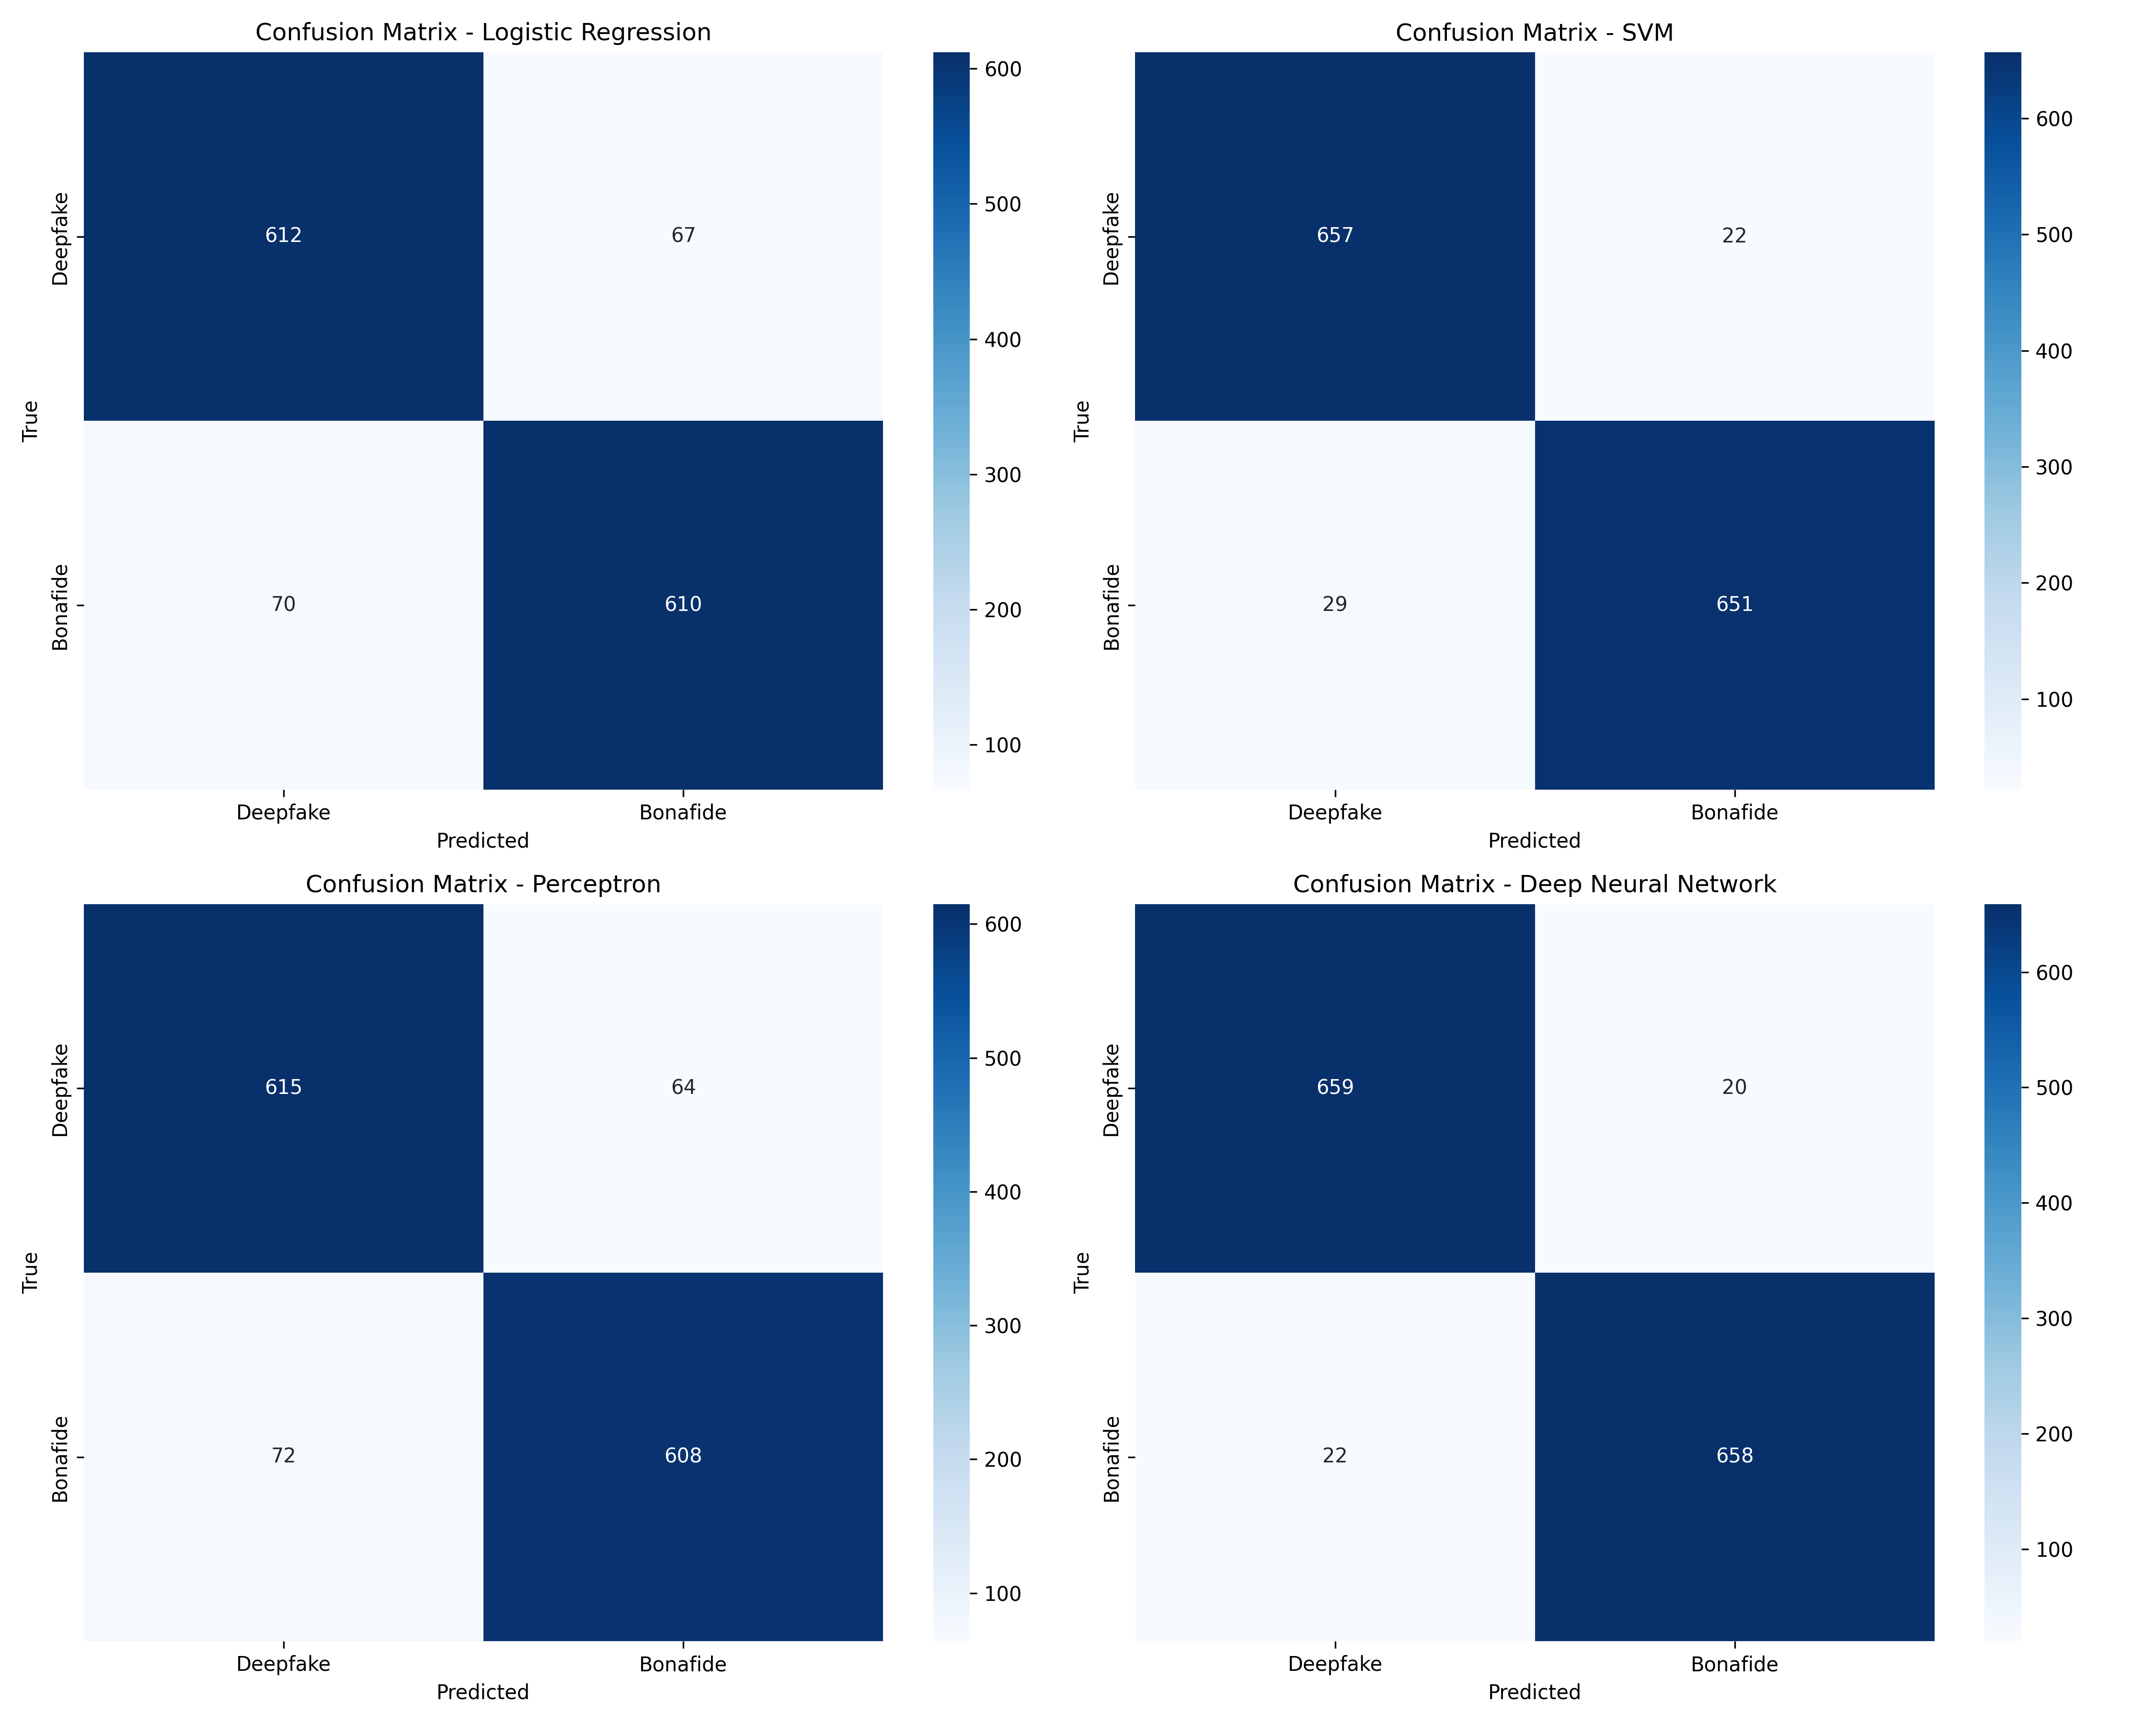 Confusion Matrix - Logistic Regression
Deepfake
612
67
True
Bonafide
70
610
Deepfake
Bonafide
Predicted
600
500
400
300
200
100
Confusion Matrix - SVM
Deepfake
657
22
True
Bonafide
29
651
Deepfake
Bonafide
Predicted
600
500
400
300
200
100
Confusion Matrix - Perceptron
Deepfake
615
64
True
Bonafide
72
608
Deepfake
Bonafide
Predicted
600
500
400
300
200
100
Confusion Matrix - Deep Neural Network
Deepfake
659
20
True
Bonafide
22
658
Deepfake
Bonafide
Predicted
600
500
400
300
200
100